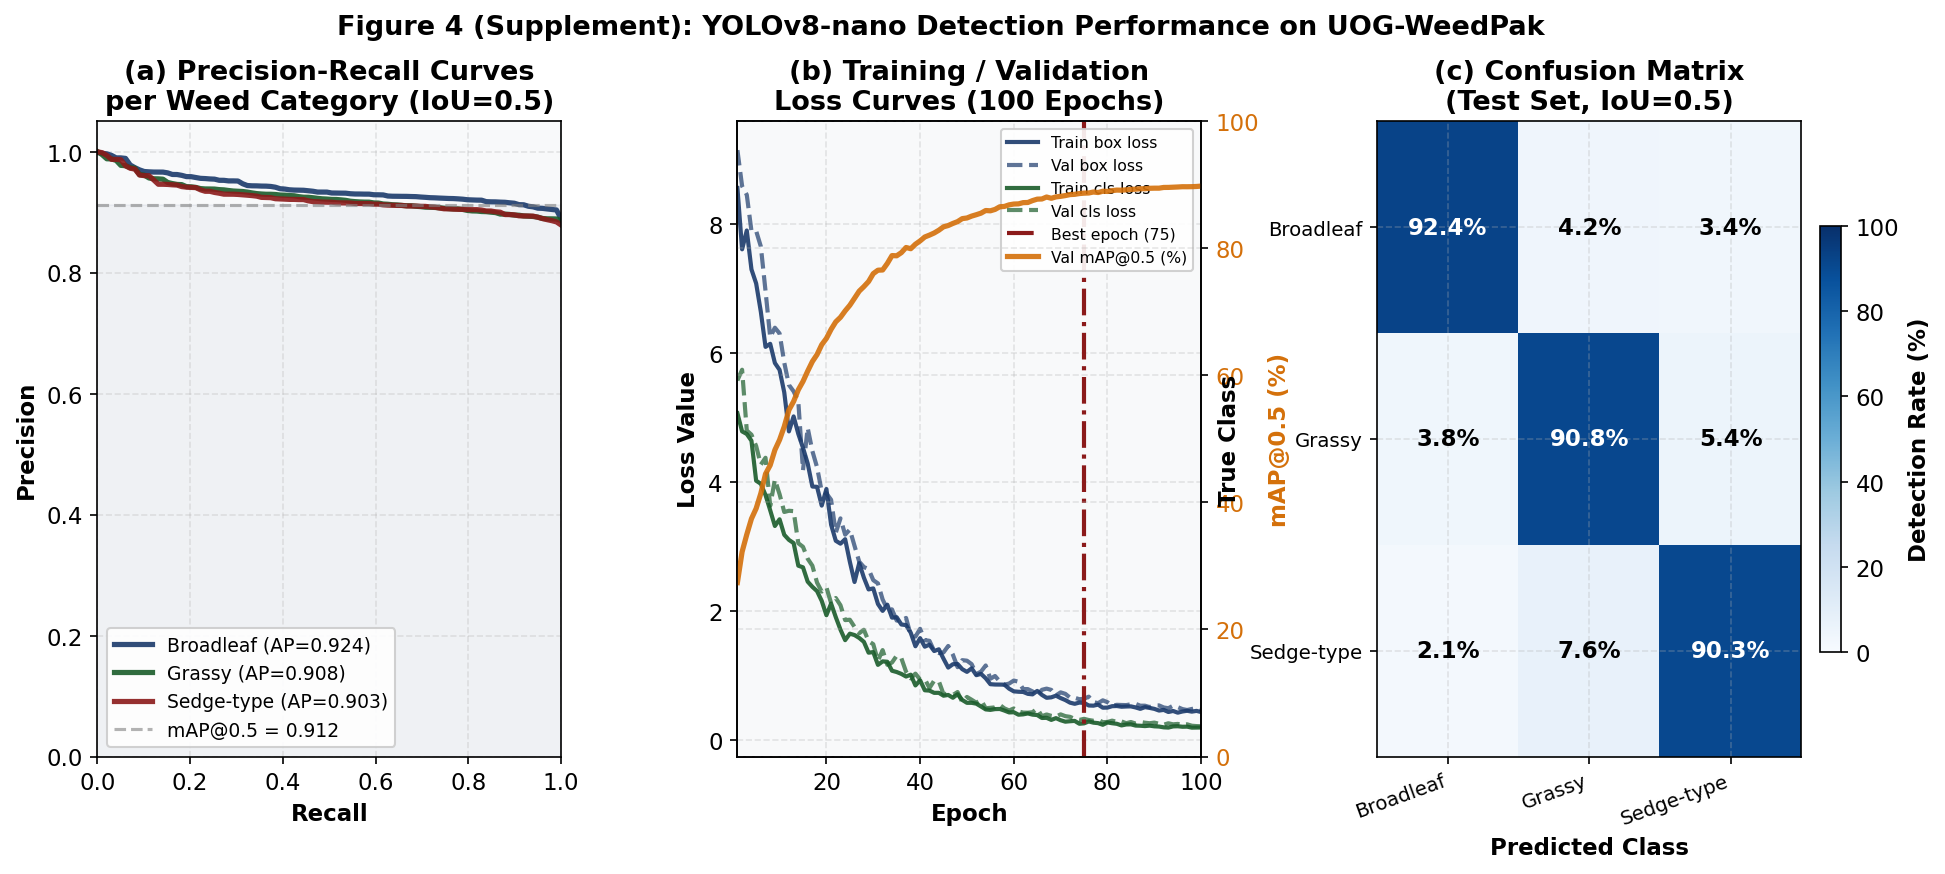 Figure 4 (Supplement): YOLOv8-nano Detection Performance on UOG-WeedPak
(a) Precision-Recall Curves
per Weed Category (IoU=0.5)
Precision
1.0
0.8
0.6
0.4
0.2
0.0
Broadleaf (AP=0.924)
Grassy (AP=0.908)
Sedge-type (AP=0.903)
mAP@0.5 = 0.912
0.0 0.2 0.4 0.6 0.8 1.0
Recall
(b) Training / Validation
Loss Curves (100 Epochs)
Loss Value
8
6
4
2
0
Train box loss
Val box loss
Train cls loss
Val cls loss
Best epoch (75)
Val mAP@0.5 (%)
20 40 60 80 100
Epoch
100
80
60
40
20
0
mAP@0.5 (%)
(c) Confusion Matrix
(Test Set, IoU=0.5)
True Class
Broadleaf 92.4% 4.2% 3.4%
Grassy 3.8% 90.8% 5.4%
Sedge-type 2.1% 7.6% 90.3%
Broadleaf Grassy Sedge-type
Predicted Class
100
80
60
40
20
0
Detection Rate (%)